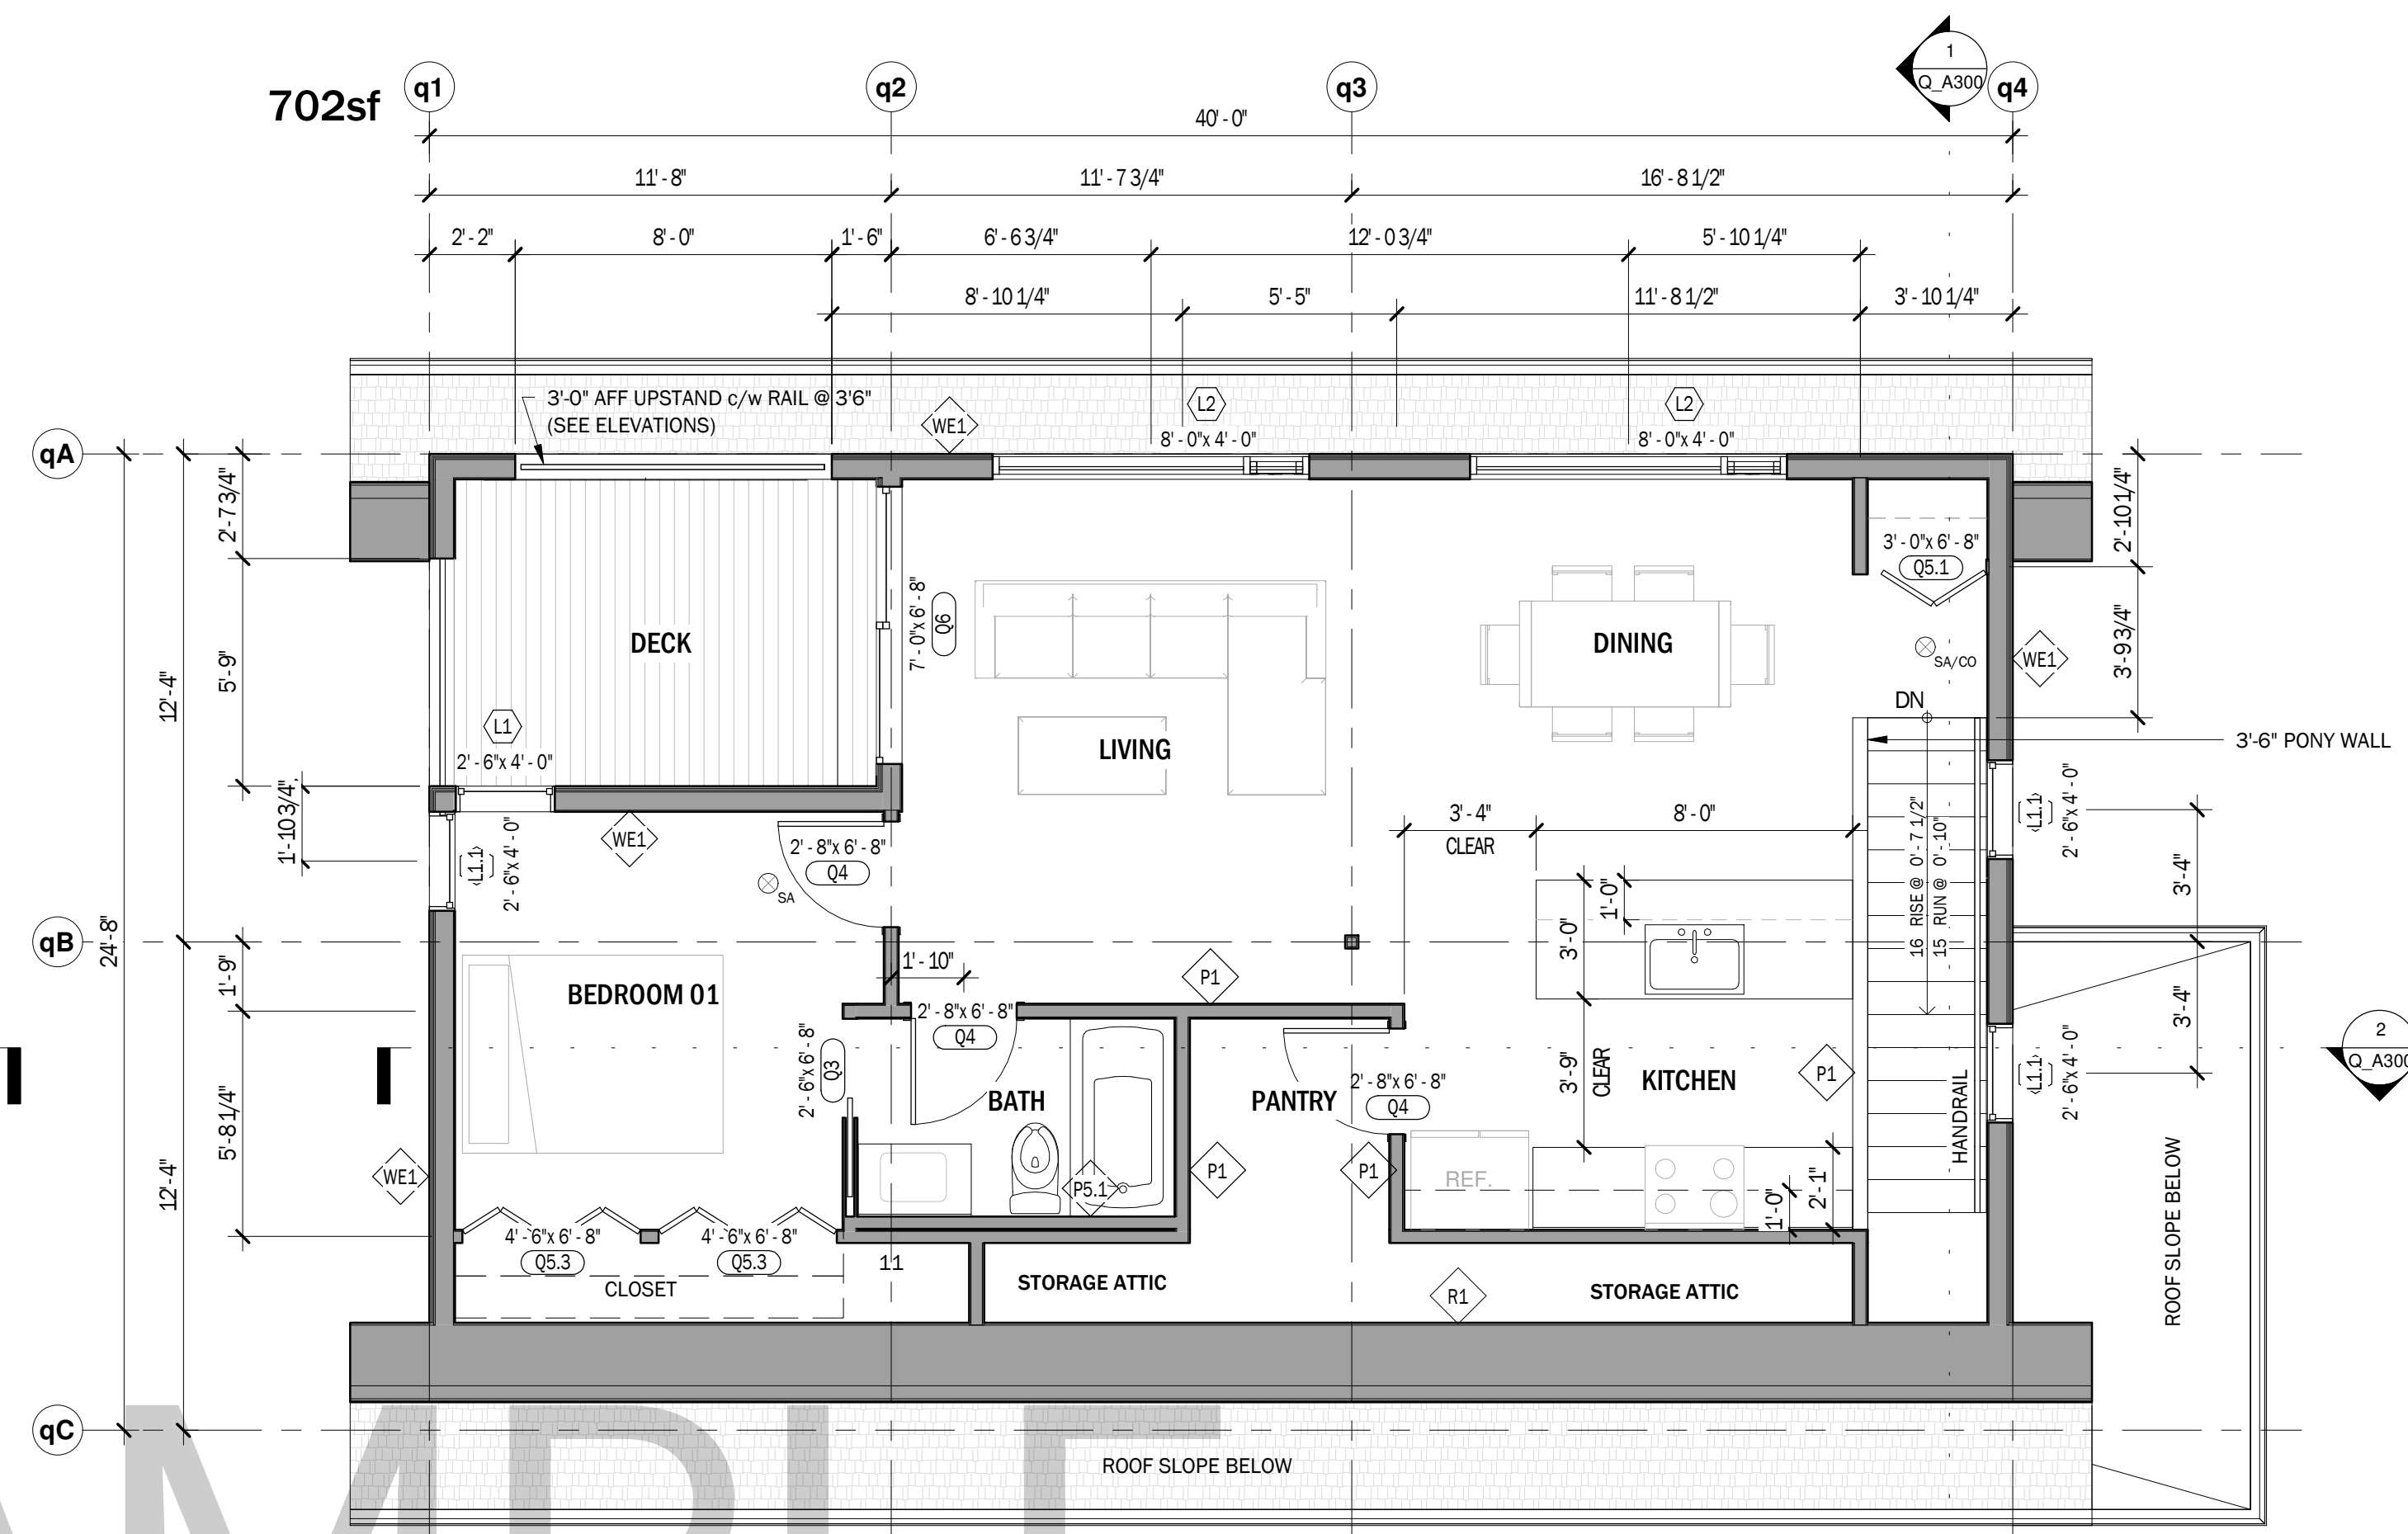 702sf
q1
q2
q3
q4
1
Q_A300
40' - 0"
11' - 8"
11' - 7 3/4"
16' - 8 1/2"
2' - 2"
8' - 0"
1' - 6"
6' - 6 3/4"
12' - 0 3/4"
5' - 10 1/4"
8' - 10 1/4"
5' - 5"
11' - 8 1/2"
3' - 10 1/4"
3'-0" AFF UPSTAND c/w RAIL @ 3'6"
(SEE ELEVATIONS)
WE1
L2
8' - 0"x 4' - 0"
L2
8' - 0"x 4' - 0"
qA
2' - 7 3/4"
5' - 9"
12' - 4"
1' - 10 3/4"
24' - 8"
2' - 10 1/4"
3' - 9 3/4"
3' - 0"x 6' - 8"
Q5.1
SA/CO
WE1
DECK
7' - 0"x 6' - 8"
Q6
DINING
L1
2' - 6"x 4' - 0"
LIVING
DN
3'-6" PONY WALL
WE1
L1.1
2' - 6"x 4' - 0"
2' - 8"x 6' - 8"
Q4
SA
3' - 4"
CLEAR
8' - 0"
1' - 0"
3' - 0"
16 RISE @ 0' - 7 1/2"
15 RUN @ 0' - 10"
L1.1
2' - 6"x 4' - 0"
3' - 4"
qB
1' - 9"
5' - 8 1/4"
12' - 4"
BEDROOM 01
1' - 10"
P1
2' - 8"x 6' - 8"
Q4
2' - 6"x 6' - 8"
Q3
BATH
PANTRY
2' - 8"x 6' - 8"
Q4
3' - 9"
CLEAR
KITCHEN
P1
HANDRAIL
L1.1
2' - 6"x 4' - 0"
3' - 4"
2
Q_A300
WE1
P5.1
P1
P1
REF.
1' - 0"
2' - 1"
ROOF SLOPE BELOW
4' - 6"x 6' - 8"
Q5.3
4' - 6"x 6' - 8"
Q5.3
CLOSET
11
STORAGE ATTIC
R1
STORAGE ATTIC
qC
ROOF SLOPE BELOW
AMPLE